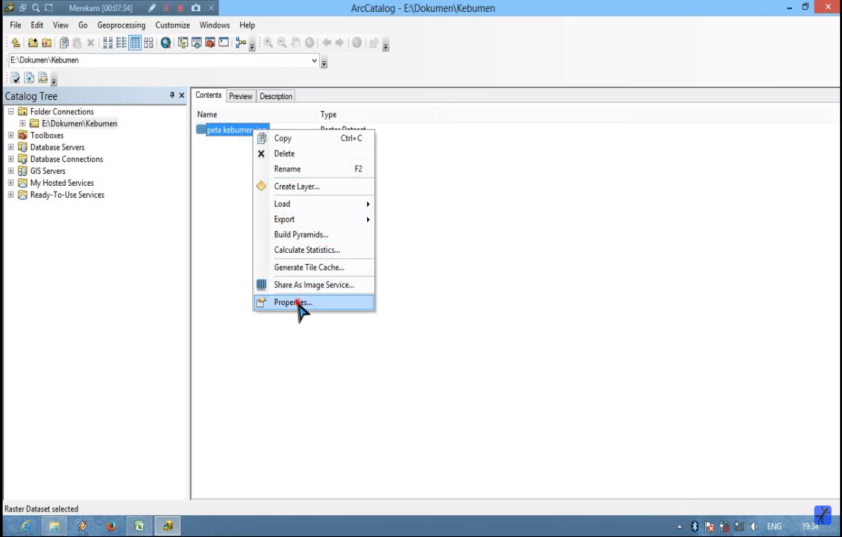 Merekam [00:07:34]
ArcCatalog - E:\Dokumen\Kebumen
File Edit View Go Geoprocessing Customize Windows Help
E:\Dokumen\Kebumen
Catalog Tree
Folder Connections
E:\Dokumen\Kebumen
Toolboxes
Database Servers
Database Connections
GIS Servers
My Hosted Services
Ready-To-Use Services
Contents Preview Description
Name Type
peta kebumen
Raster Dataset
Copy Ctrl+C
Delete
Rename F2
Create Layer...
Load
Export
Build Pyramids...
Calculate Statistics...
Generate Tile Cache...
Share As Image Service...
Properties...
Raster Dataset selected
ENG 19:34